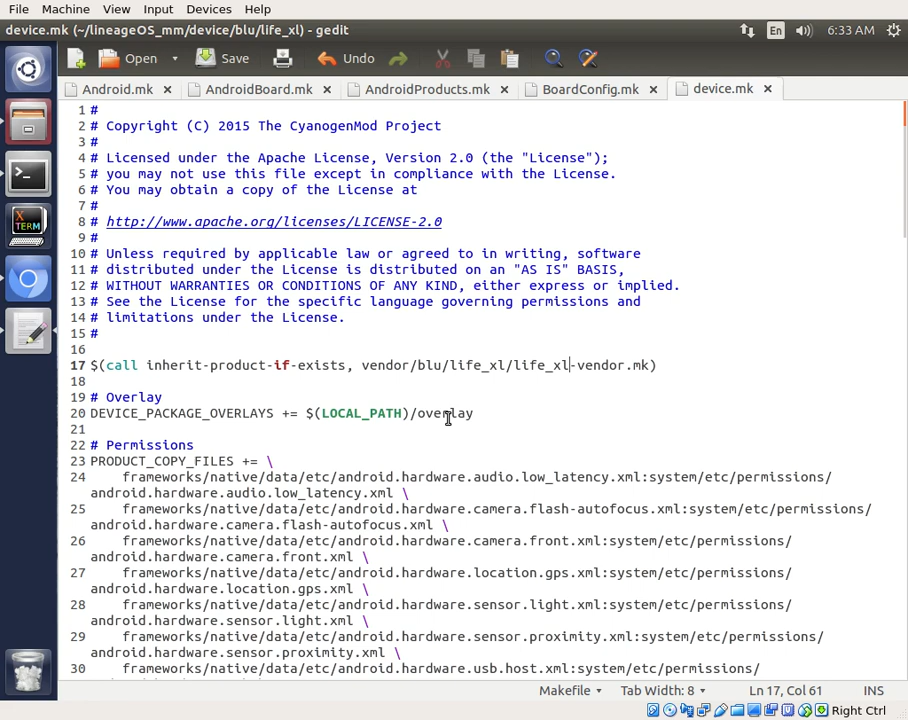 File Machine View Input Devices Help
device.mk (~/lineageOS_mm/device/blu/life_xl) - gedit En 6:33 AM
Open Save Undo
Android.mk × AndroidBoard.mk × AndroidProducts.mk × BoardConfig.mk × device.mk ×
1 #
2 # Copyright (C) 2015 The CyanogenMod Project
3 #
4 # Licensed under the Apache License, Version 2.0 (the "License");
5 # you may not use this file except in compliance with the License.
6 # You may obtain a copy of the License at
7 #
8 # http://www.apache.org/licenses/LICENSE-2.0
9 #
10 # Unless required by applicable law or agreed to in writing, software
11 # distributed under the License is distributed on an "AS IS" BASIS,
12 # WITHOUT WARRANTIES OR CONDITIONS OF ANY KIND, either express or implied.
13 # See the License for the specific language governing permissions and
14 # limitations under the License.
15 #
16
17 $(call inherit-product-if-exists, vendor/blu/life_xl/life_xl-vendor.mk)
18
19 # Overlay
20 DEVICE_PACKAGE_OVERLAYS += $(LOCAL_PATH)/overlay
21
22 # Permissions
23 PRODUCT_COPY_FILES += \
24 frameworks/native/data/etc/android.hardware.audio.low_latency.xml:system/etc/permissions/
android.hardware.audio.low_latency.xml \
25 frameworks/native/data/etc/android.hardware.camera.flash-autofocus.xml:system/etc/permissions/
android.hardware.camera.flash-autofocus.xml \
26 frameworks/native/data/etc/android.hardware.camera.front.xml:system/etc/permissions/
android.hardware.camera.front.xml \
27 frameworks/native/data/etc/android.hardware.location.gps.xml:system/etc/permissions/
android.hardware.location.gps.xml \
28 frameworks/native/data/etc/android.hardware.sensor.light.xml:system/etc/permissions/
android.hardware.sensor.light.xml \
29 frameworks/native/data/etc/android.hardware.sensor.proximity.xml:system/etc/permissions/
android.hardware.sensor.proximity.xml \
30 frameworks/native/data/etc/android.hardware.usb.host.xml:system/etc/permissions/
Makefile Tab Width: 8 Ln 17, Col 61 INS
Right Ctrl
X TERM